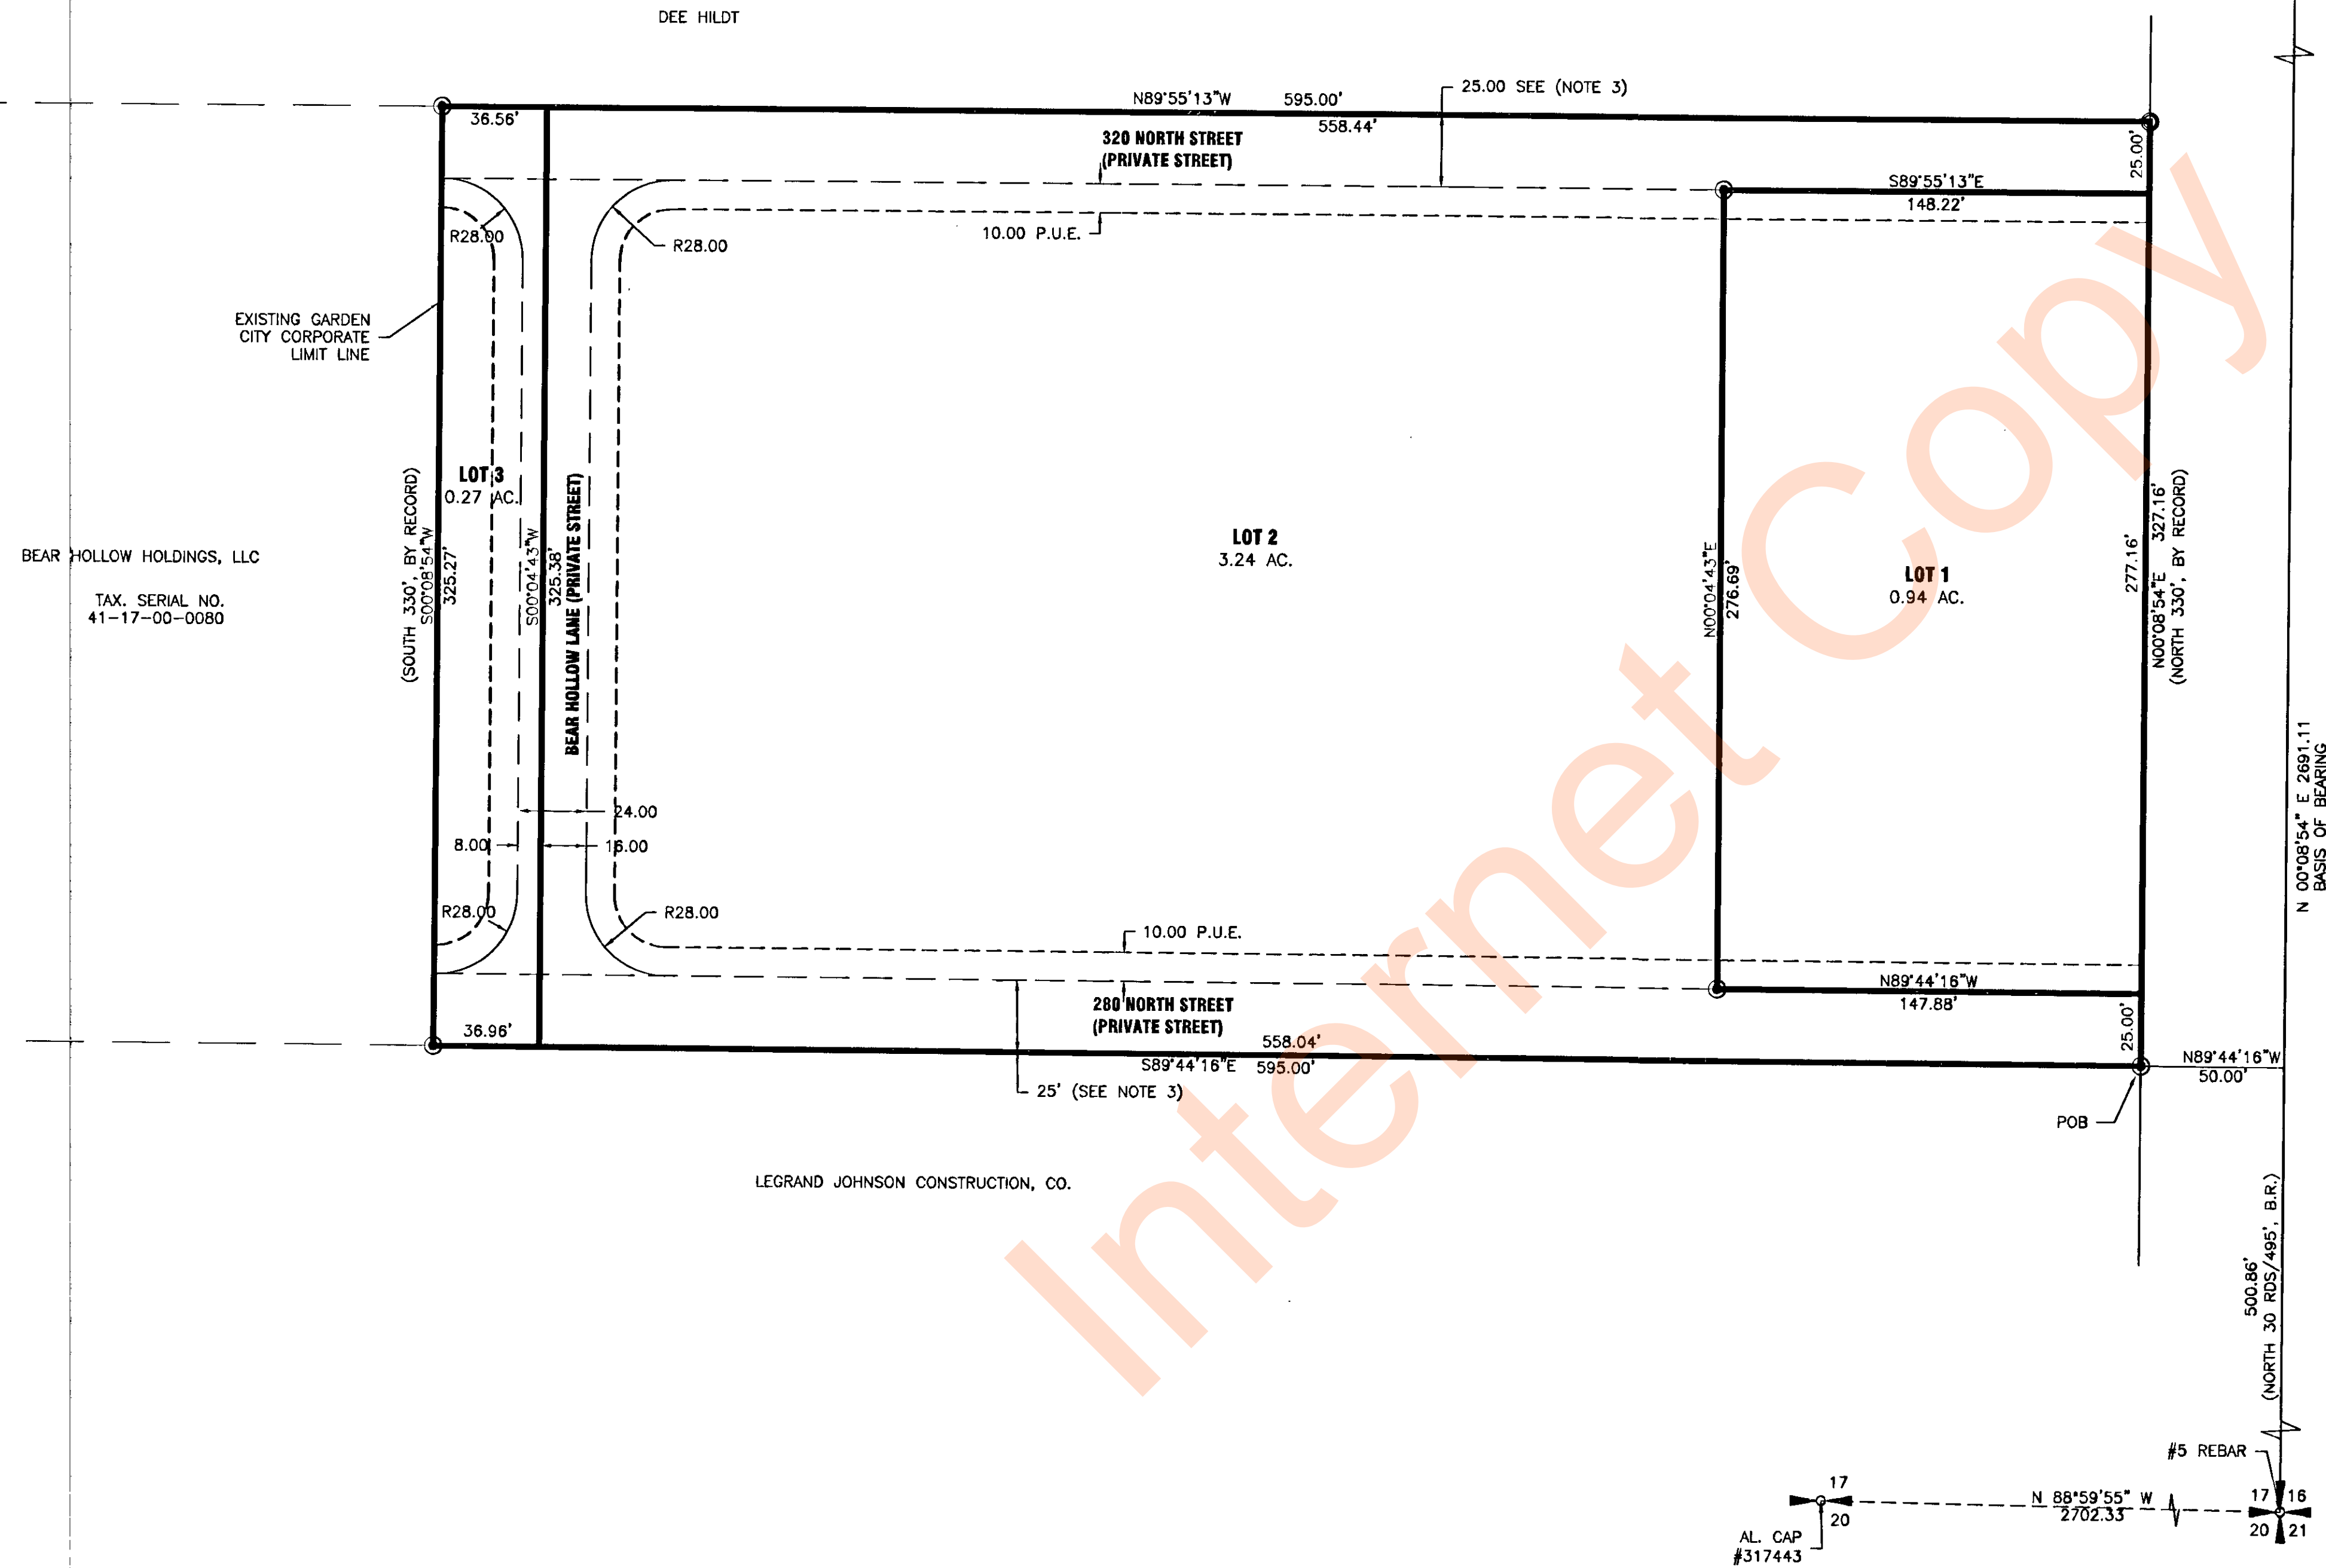 DEE HILDT
25.00 SEE (NOTE 3)
N89°55'13"W 595.00'
36.56'
558.44'
320 NORTH STREET
(PRIVATE STREET)
25.00'
S89°55'13"E
148.22'
10.00 P.U.E.
R28.00
R28.00
EXISTING GARDEN
CITY CORPORATE
LIMIT LINE
LOT 3
0.27 AC.
(SOUTH 330', BY RECORD)
S00°08'54"W
325.27'
S00°04'43"W
325.38'
BEAR HOLLOW LANE (PRIVATE STREET)
BEAR HOLLOW HOLDINGS, LLC
TAX. SERIAL NO.
41-17-00-0080
LOT 2
3.24 AC.
N00°04'43"E
276.69'
LOT 1
0.94 AC.
277.16'
N00°08'54"E 327.16'
(NORTH 330', BY RECORD)
N 00°08'54" E 2691.11
BASIS OF BEARING
24.00
8.00
16.00
R28.00
R28.00
10.00 P.U.E.
280 NORTH STREET
(PRIVATE STREET)
N89°44'16"W
147.88'
25.00'
36.96'
558.04'
S89°44'16"E 595.00'
25' (SEE NOTE 3)
N89°44'16"W
50.00'
POB
LEGRAND JOHNSON CONSTRUCTION, CO.
500.86'
(NORTH 30 RDS/495', B.R.)
#5 REBAR
17
20
AL. CAP
#317443
N 88°59'55" W
2702.33
17 16
20 21
Internet Copy